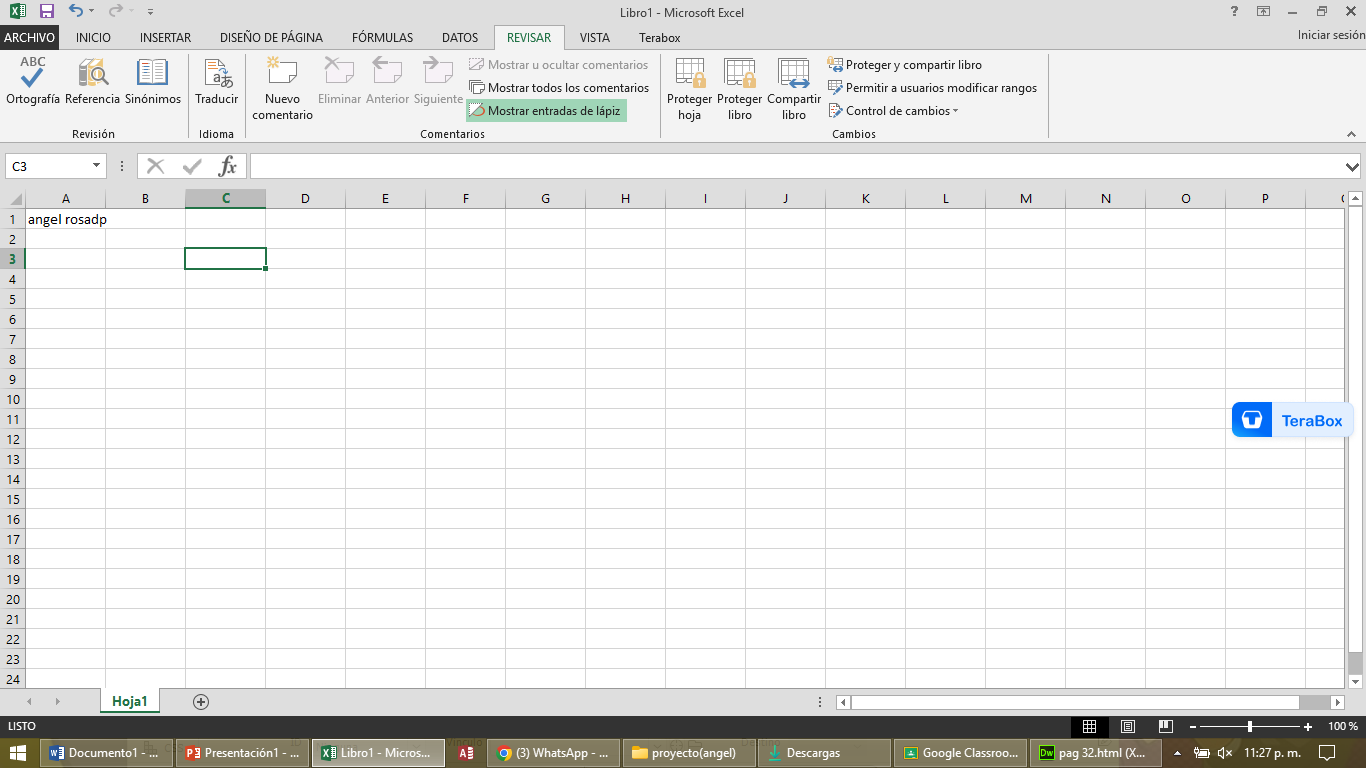 Libro1 - Microsoft Excel
ARCHIVO INICIO INSERTAR DISEÑO DE PÁGINA FÓRMULAS DATOS REVISAR VISTA Terabox Iniciar sesión
ABC
Ortografía Referencia Sinónimos
Revisión
Traducir
Idioma
Nuevo comentario
Eliminar Anterior Siguiente
Mostrar u ocultar comentarios
Mostrar todos los comentarios
Mostrar entradas de lápiz
Comentarios
Proteger hoja
Proteger libro
Compartir libro
Proteger y compartir libro
Permitir a usuarios modificar rangos
Control de cambios
Cambios
C3 fx
A B C D E F G H I J K L M N O P
1 angel rosadp
2
3
4
5
6
7
8
9
10
11
12
13
14
15
16
17
18
19
20
21
22
23
24
TeraBox
Hoja1
LISTO 100 %
Documento1 - ... Presentación1 - ... Libro1 - Micros... (3) WhatsApp - ... proyecto(angel) Descargas Google Classroo... Dw pag 32.html (X... 11:27 p. m.